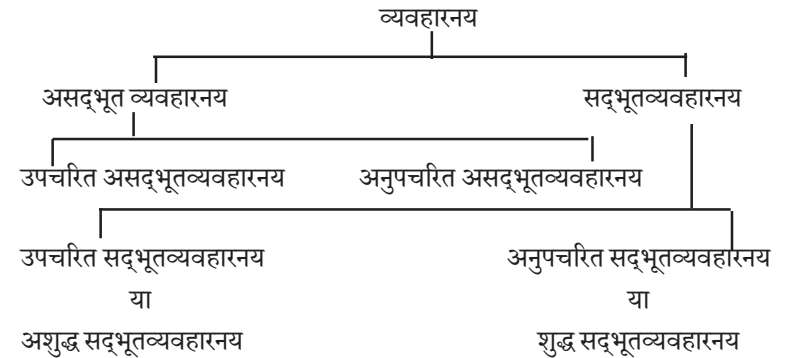 व्यवहारनय
असद्भूत व्यवहारनय सद्भूतव्यवहारनय
उपचरित असद्भूतव्यवहारनय अनुपचरित असद्भूतव्यवहारनय
उपचरित सद्भूतव्यवहारनय अनुपचरित सद्भूतव्यवहारनय
या या
अशुद्ध सद्भूतव्यवहारनय शुद्ध सद्भूतव्यवहारनय